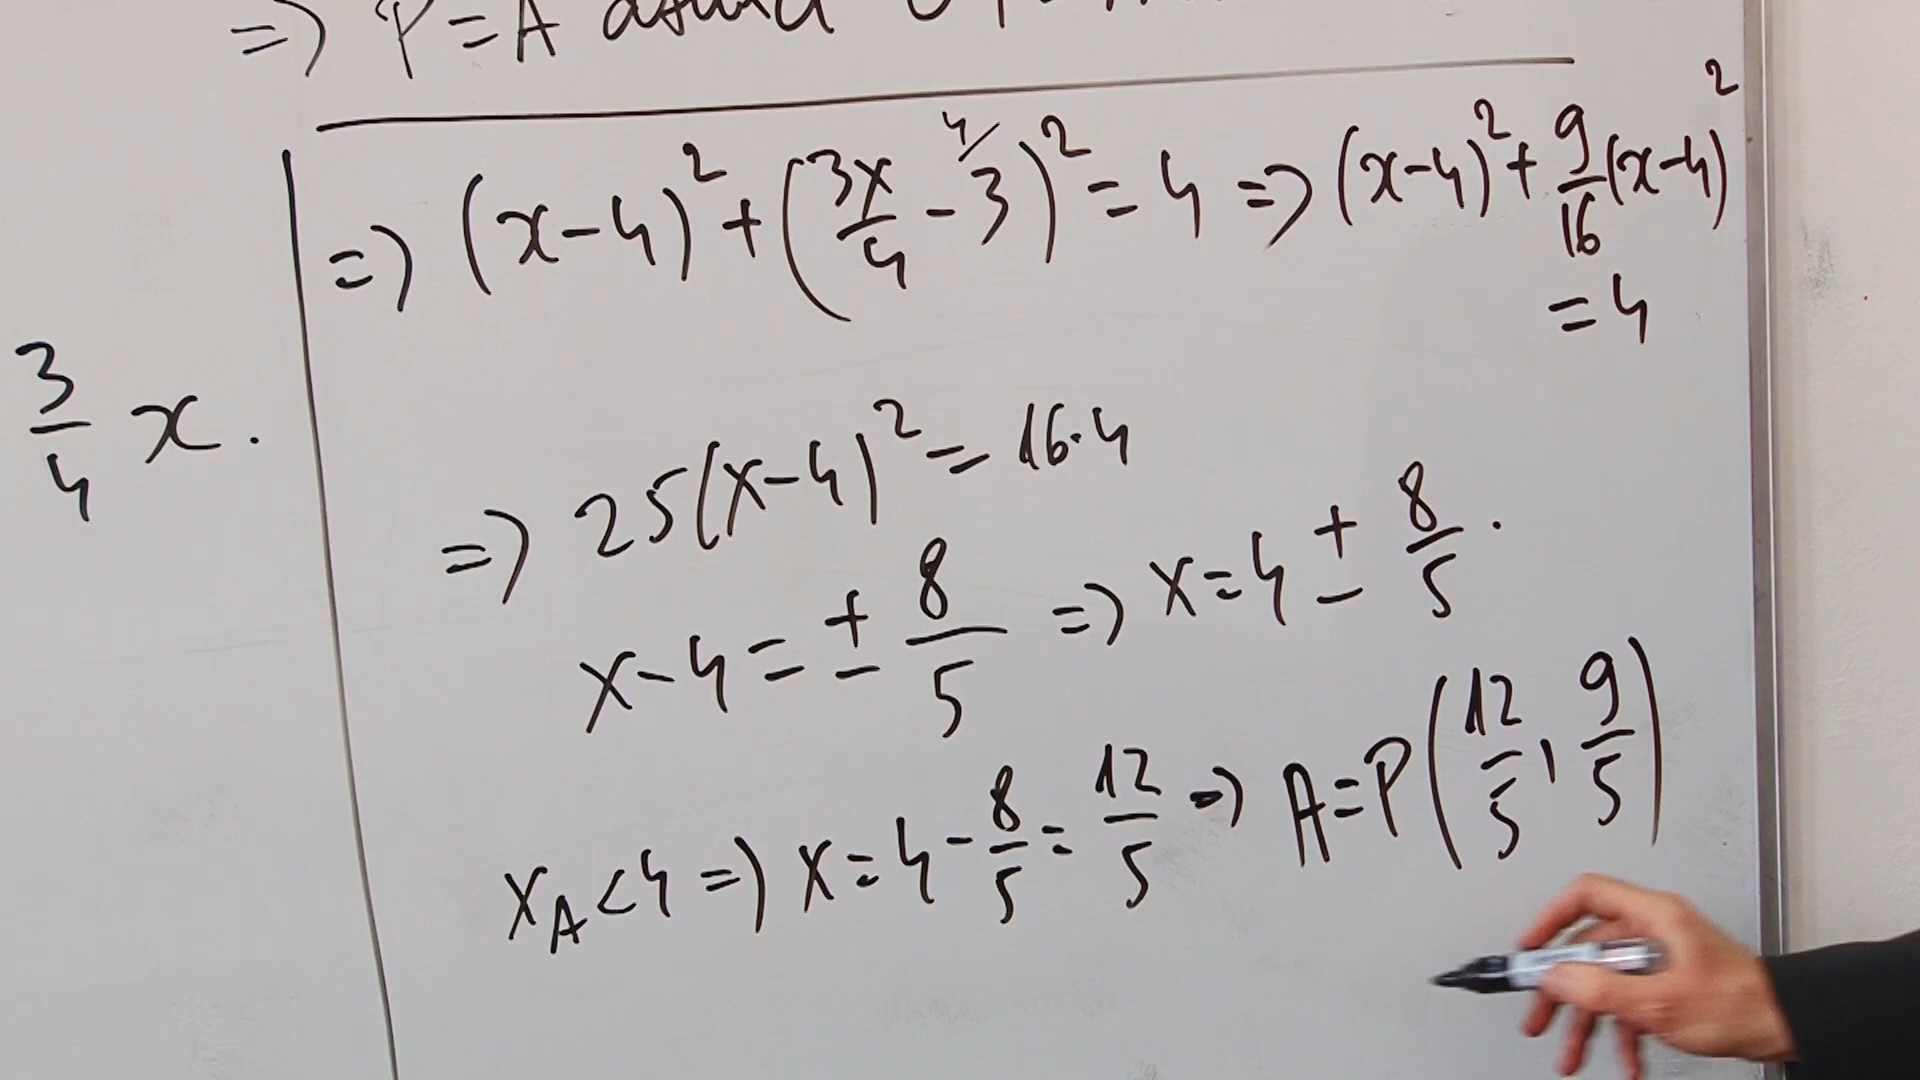 => P = A
=> (x-4)² + (3x/4 - 3)² = 4 => (x-4)² + 9/16 (x-4)²
= 4
3/4 x.
=> 25(x-4)² = 16·4
x-4 = ± 8/5 => x = 4 ± 8/5.
x_A < 4 => x = 4 - 8/5 = 12/5 => A = P(12/5, 9/5)